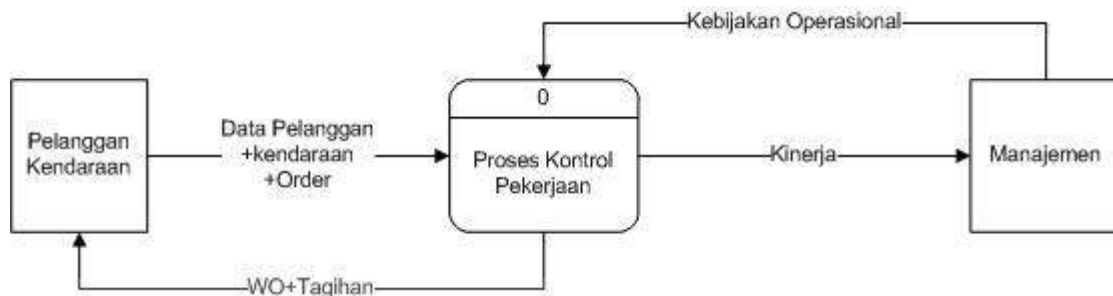 Kebijakan Operasional
0
Pelanggan
Kendaraan
Data Pelanggan
+kendaraan
+Order
Proses Kontrol
Pekerjaan
Kinerja
Manajemen
WO+Tagihan